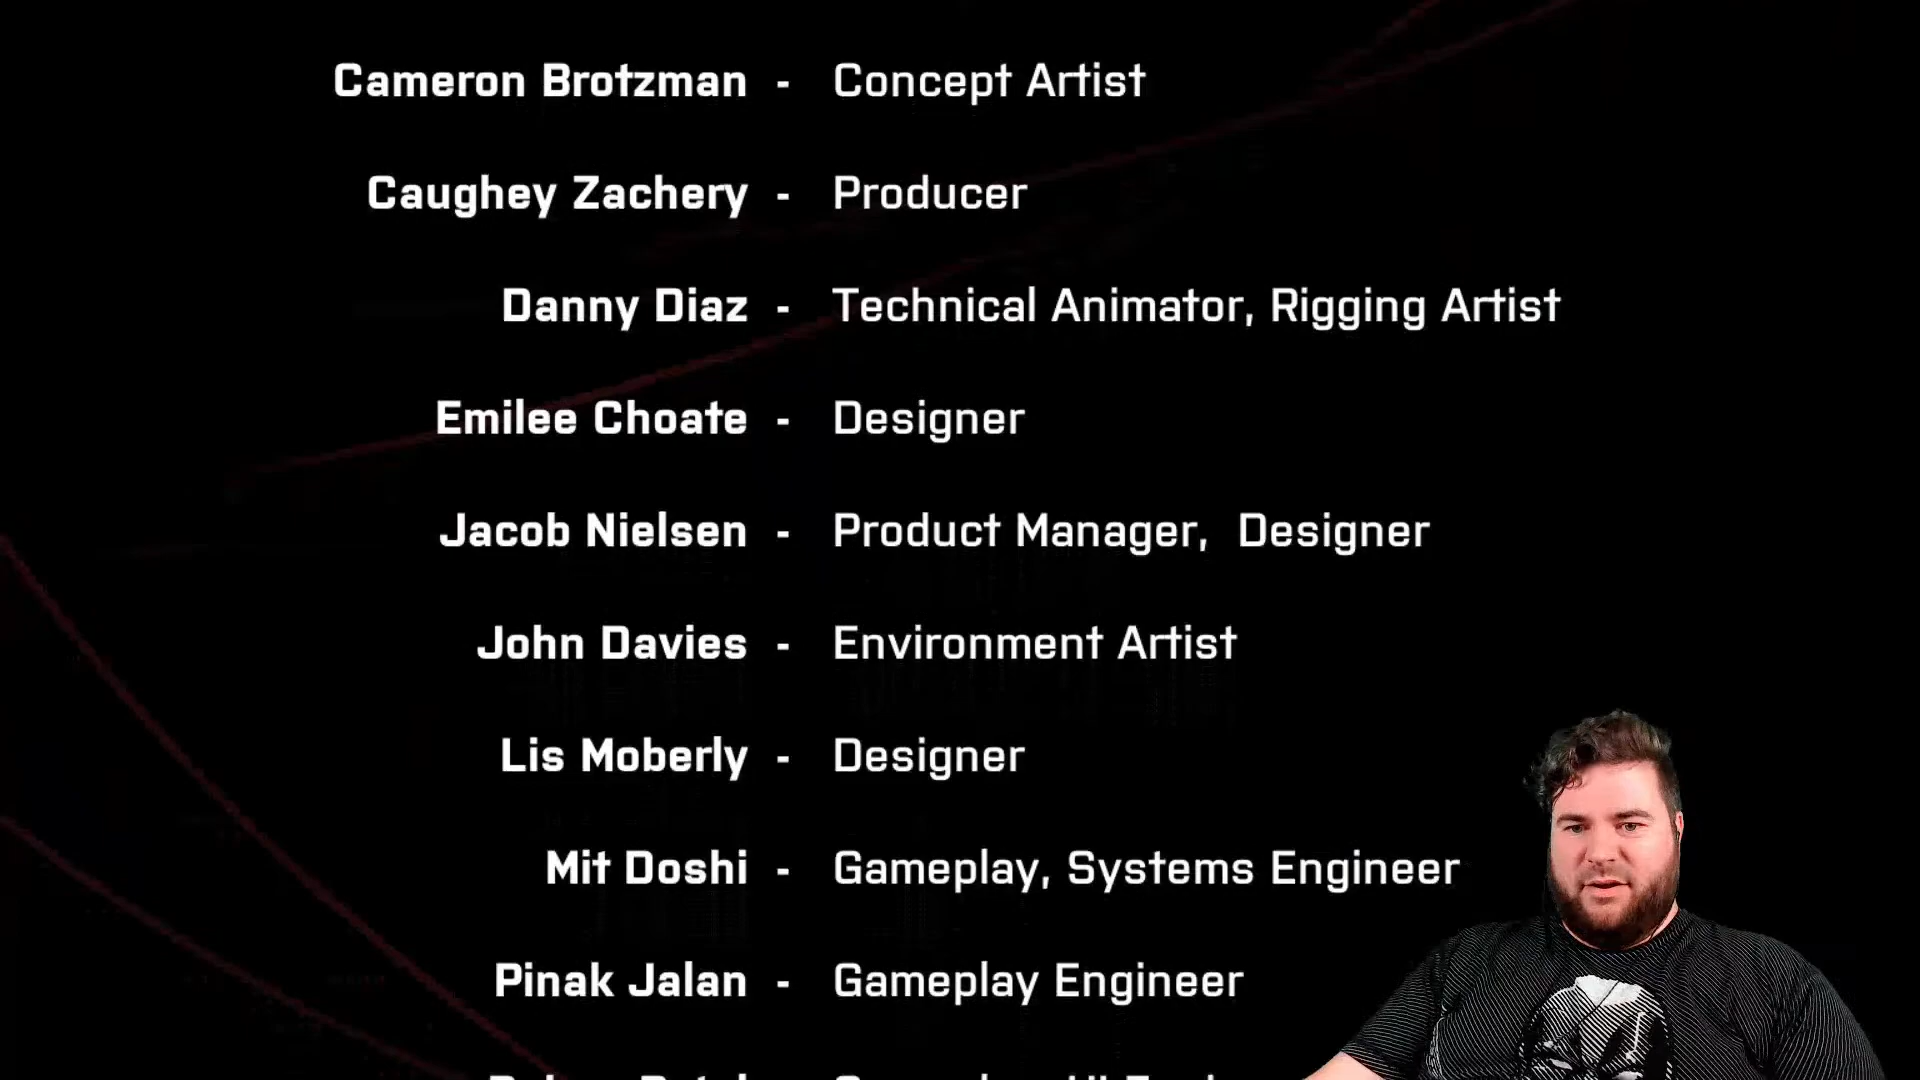 Cameron Brotzman - Concept Artist
Caughey Zachery - Producer
Danny Diaz - Technical Animator, Rigging Artist
Emilee Choate - Designer
Jacob Nielsen - Product Manager, Designer
John Davies - Environment Artist
Lis Moberly - Designer
Mit Doshi - Gameplay, Systems Engineer
Pinak Jalan - Gameplay Engineer